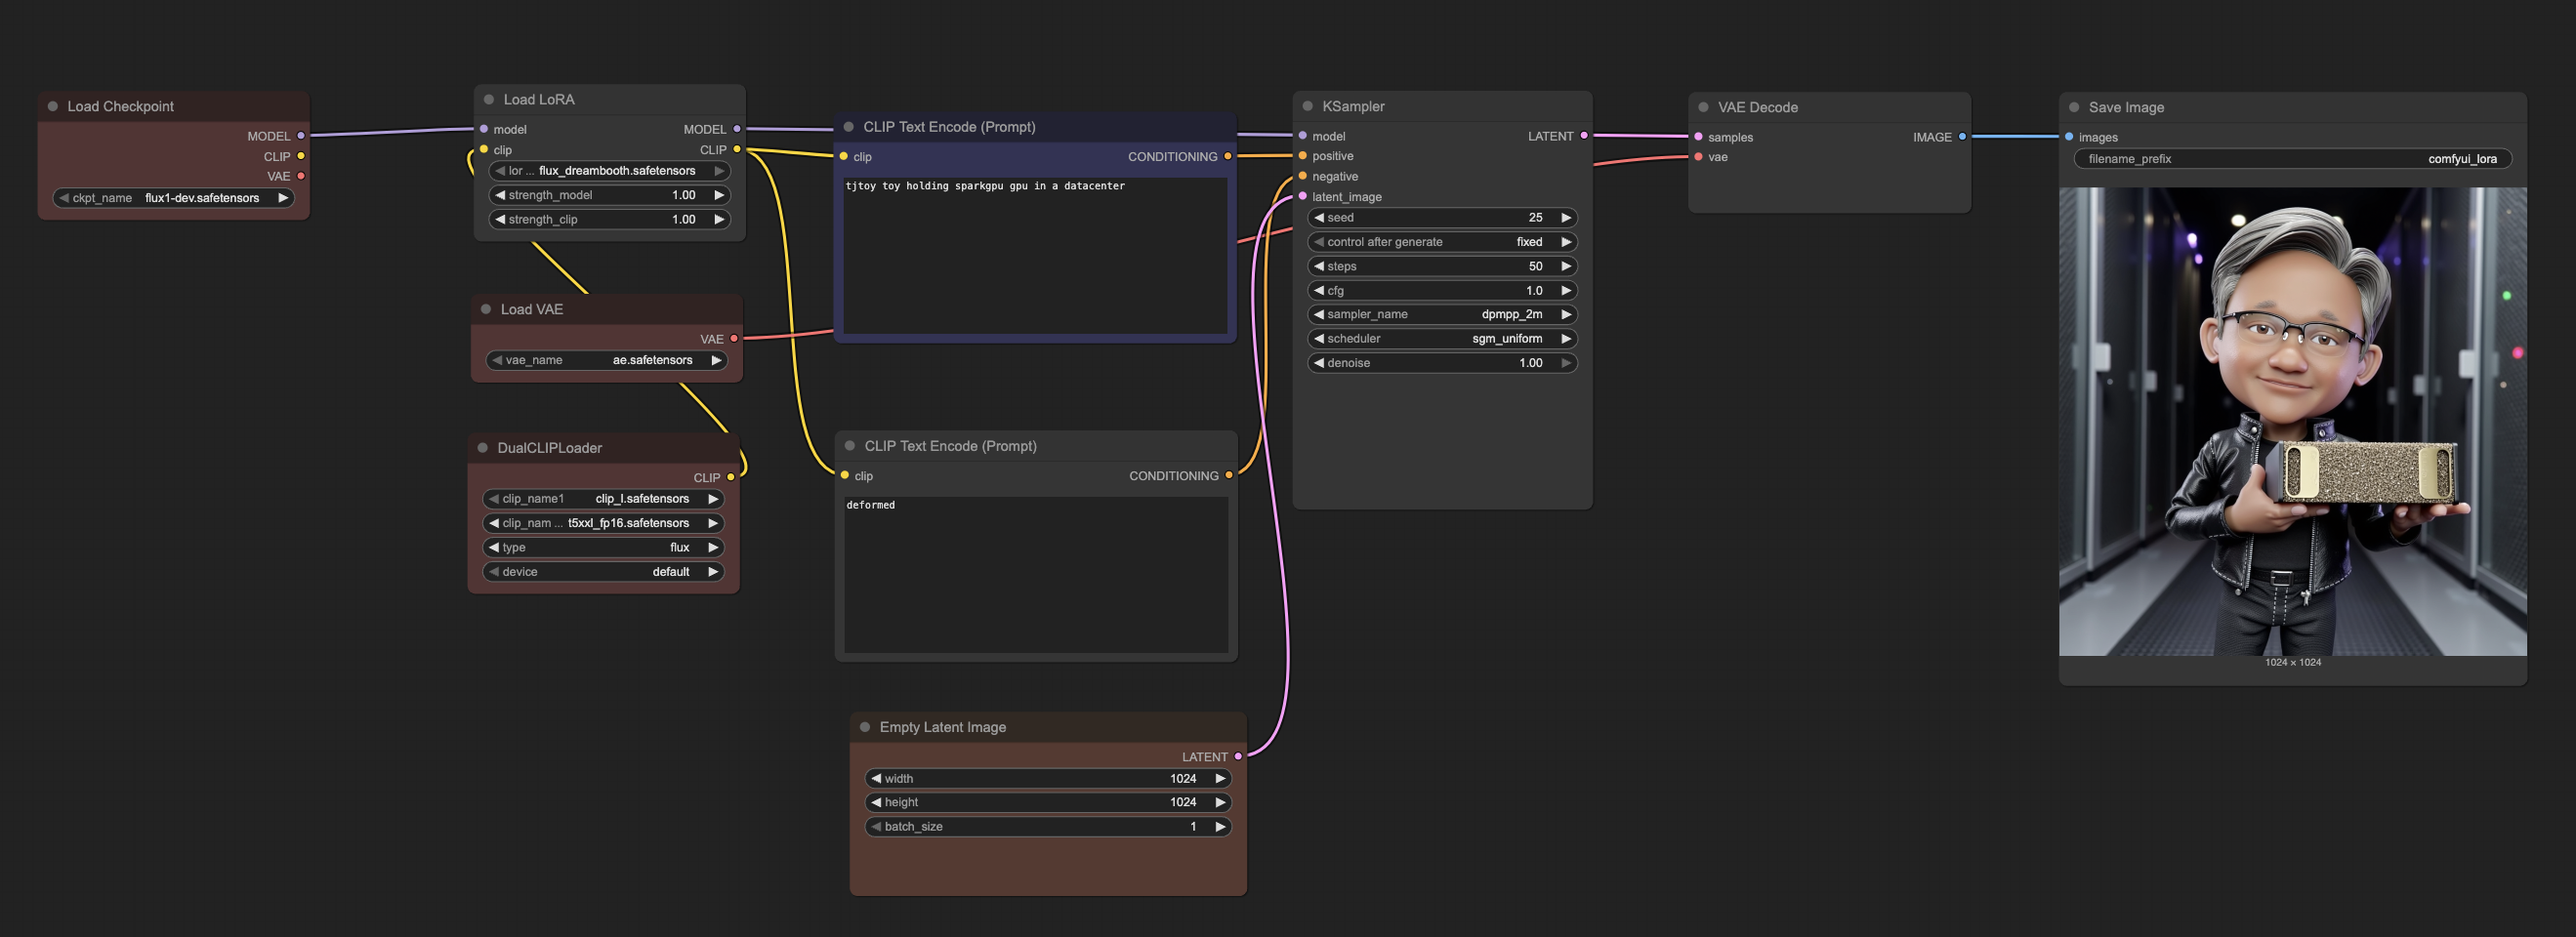 Load Checkpoint
MODEL
CLIP
VAE
ckpt_name flux1-dev.safetensors
Load LoRA
model MODEL
clip CLIP
lor ... flux_dreambooth.safetensors
strength_model 1.00
strength_clip 1.00
Load VAE
VAE
vae_name ae.safetensors
DualCLIPLoader
CLIP
clip_name1 clip_l.safetensors
clip_nam ... t5xxl_fp16.safetensors
type flux
device default
CLIP Text Encode (Prompt)
clip CONDITIONING
tjtoy toy holding sparkgpu gpu in a datacenter
CLIP Text Encode (Prompt)
clip CONDITIONING
deformed
Empty Latent Image
LATENT
width 1024
height 1024
batch_size 1
KSampler
model LATENT
positive
negative
latent_image
seed 25
control after generate fixed
steps 50
cfg 1.0
sampler_name dpmpp_2m
scheduler sgm_uniform
denoise 1.00
VAE Decode
samples IMAGE
vae
Save Image
images
filename_prefix comfyui_lora
1024 × 1024